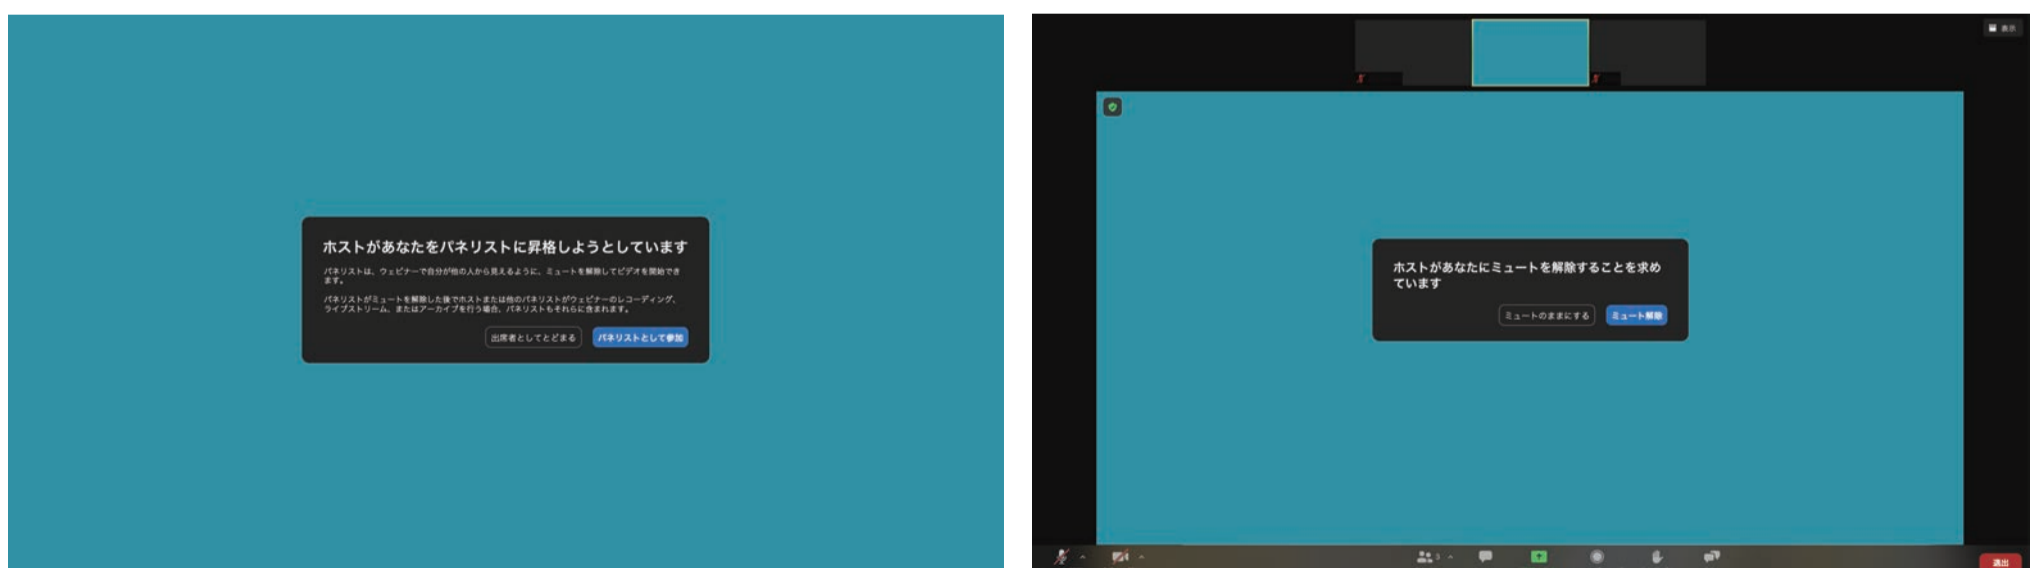 ホストがあなたをパネリストに昇格しようとしています
パネリストは、ウェビナーで自分が他の人から見えるように、ミュートを解除してビデオを開始でき
ます。
パネリストがミュートを解除した後でホストまたは他のパネリストがウェビナーのレコーディング、
ライブストリーム、またはアーカイブを行う場合、パネリストもそれらに含まれます。
出席者としてとどまる
パネリストとして参加
表示
ホストがあなたにミュートを解除することを求め
ています
ミュートのままにする
ミュート解除
3
退出